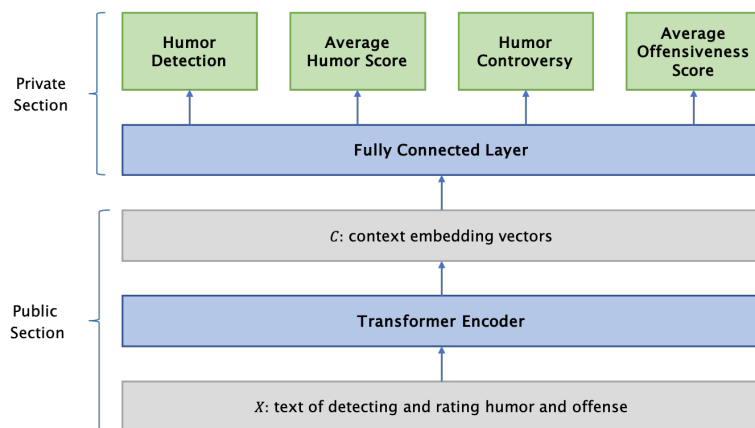 Humor
Detection
Average
Humor Score
Humor
Controversy
Average
Offensiveness
Score
Private
Section
Fully Connected Layer
C: context embedding vectors
Public
Section
Transformer Encoder
X: text of detecting and rating humor and offense